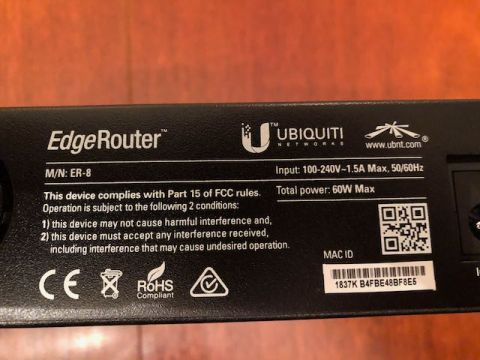 EdgeRouter™
UBIQUITI
NETWORKS
www.ubnt.com
M/N: ER-8
Input: 100-240V~1.5A Max, 50/60Hz
Total power: 60W Max
This device complies with Part 15 of FCC rules.
Operation is subject to the following 2 conditions:
1) this device may not cause harmful interference and,
2) this device must accept any interference received,
including interference that may cause undesired operation.
CE
RoHS
Compliant
MAC ID
1837K B4FBE48BF8E5